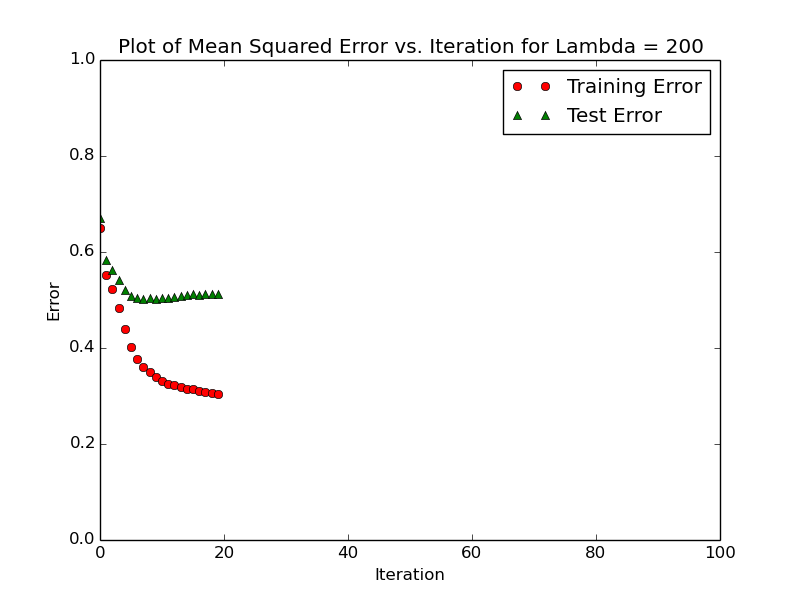 Plot of Mean Squared Error vs. Iteration for Lambda = 200
Training Error
Test Error
1.0
0.8
0.6
0.4
0.2
0.0
Error
0 20 40 60 80 100
Iteration